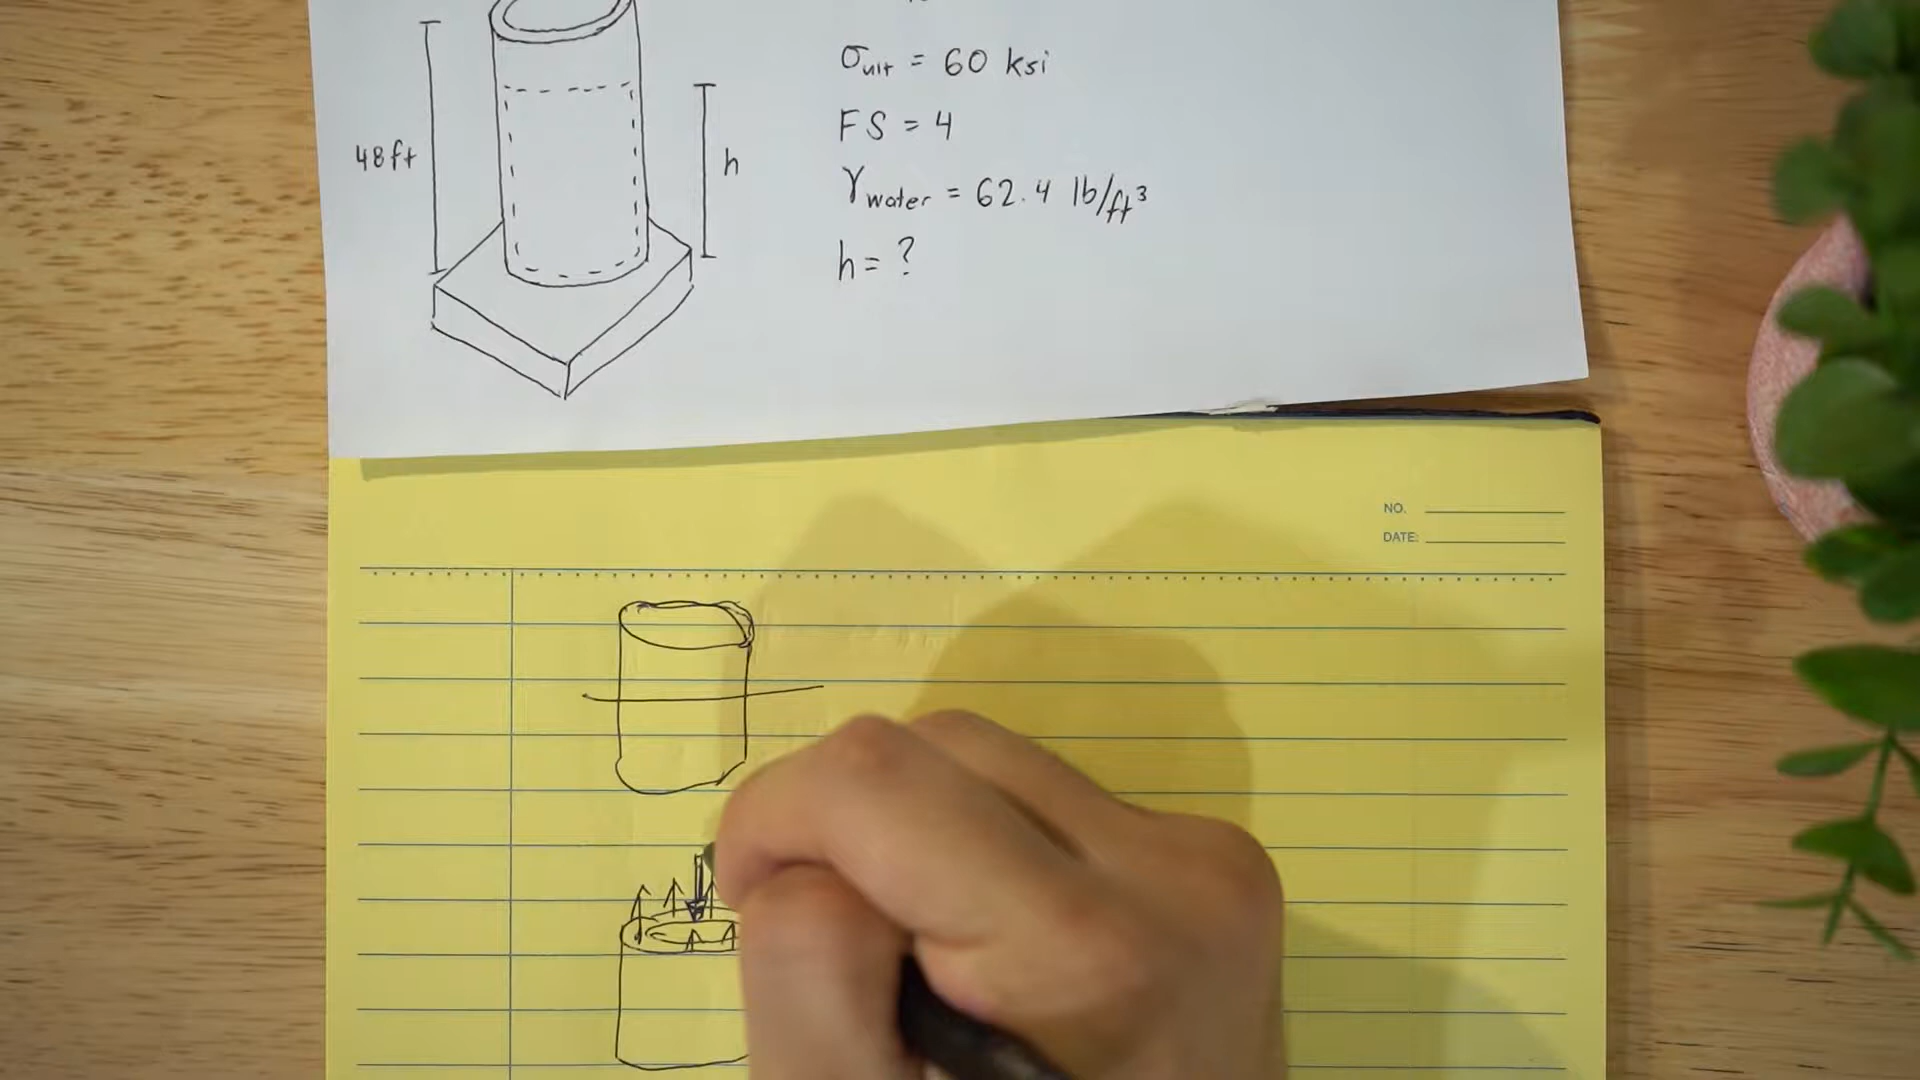 σult = 60 ksi
FS = 4
γwater = 62.4 lb/ft³
h = ?
48ft
h
NO.
DATE: